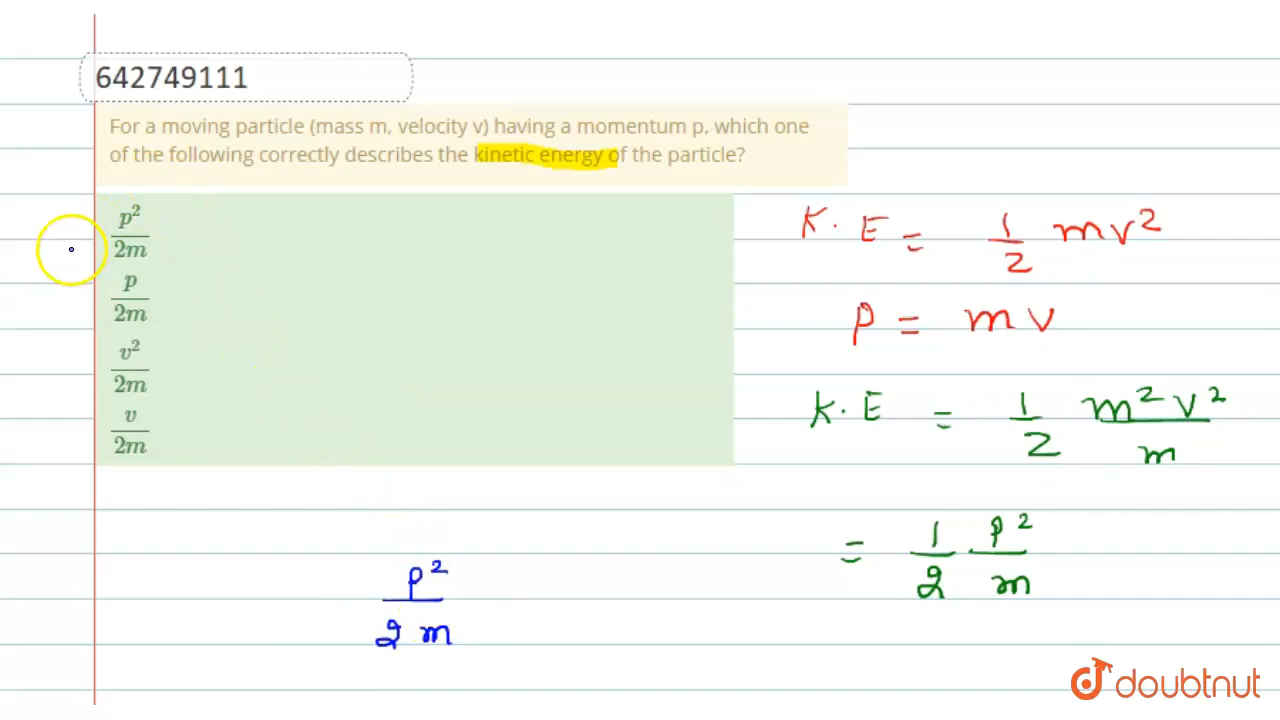 642749111
For a moving particle (mass m, velocity v) having a momentum p, which one
of the following correctly describes the kinetic energy of the particle?
p²/2m
p/2m
v²/2m
v/2m
K.E = 1/2 mv²
P = mv
K.E = 1/2 m²v²/m
= 1/2 . P²/m
P²/2m
doubtnut